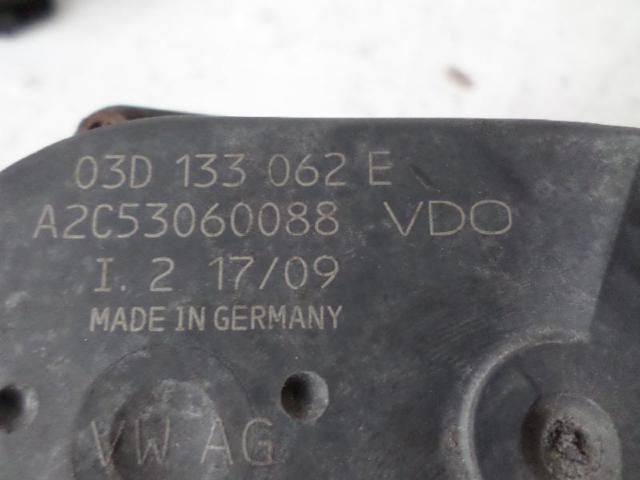 03D 133 062 E
A2C53060088 VDO
I. 2 17/09
MADE IN GERMANY
VW AG